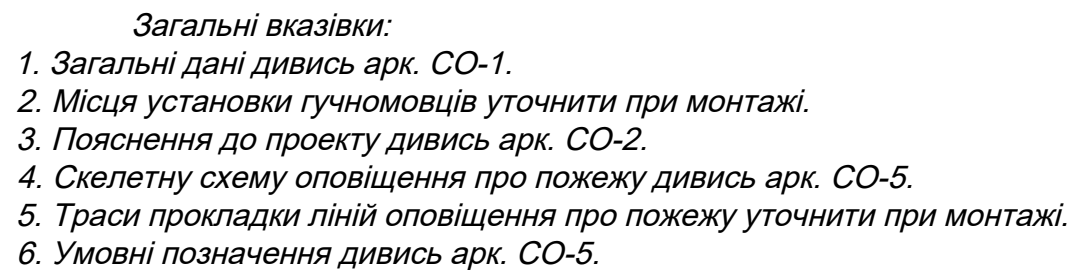 Загальні вказівки:
1. Загальні дані дивись арк. СО-1.
2. Місця установки гучномовців уточнити при монтажі.
3. Пояснення до проекту дивись арк. СО-2.
4. Скелетну схему оповіщення про пожежу дивись арк. СО-5.
5. Траси прокладки ліній оповіщення про пожежу уточнити при монтажі.
6. Умовні позначення дивись арк. СО-5.